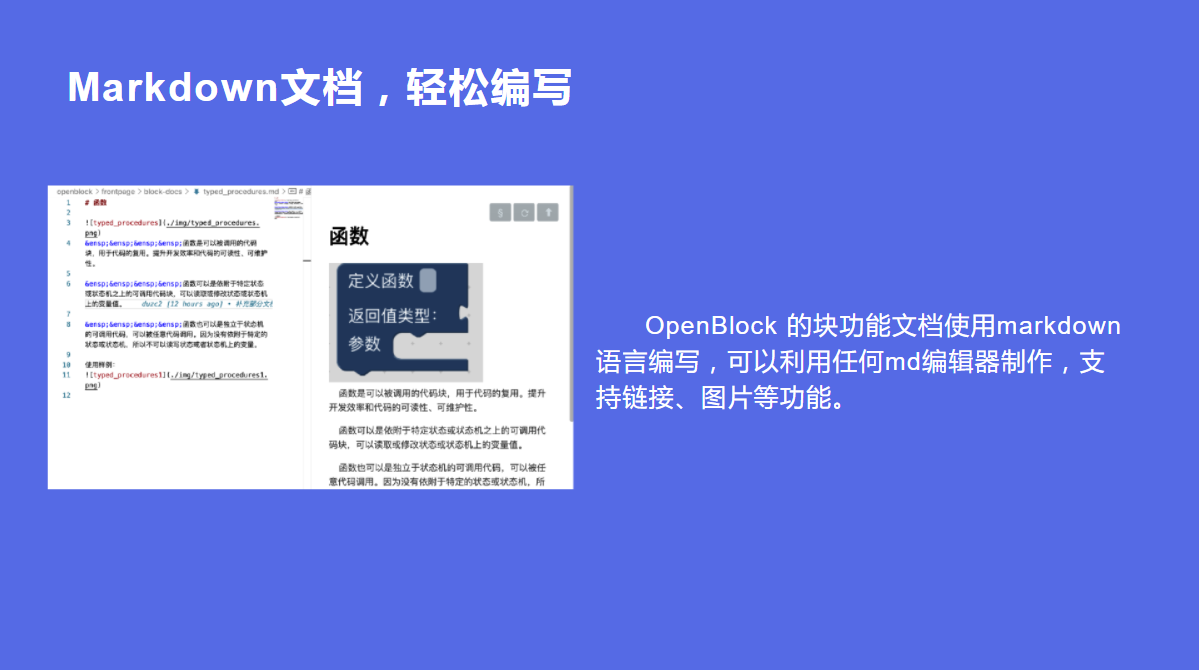 Markdown文档，轻松编写
openblock > frontpage > block-docs > typed_procedures.md > # 函
1 # 函数
2
3 ![typed_procedures](./img/typed_procedures.
png)
4 &ensp;&ensp;&ensp;&ensp;函数是可以被调用的代码
块，用于代码的复用。提升开发效率和代码的可读性、可维护
性。
5
6 &ensp;&ensp;&ensp;&ensp;函数可以是依附于特定状态
或状态机之上的可调用代码块，可以读取或修改状态或状态机
上的变量值。 duzc2 [12 hours ago] • 补充部分文档
7
8 &ensp;&ensp;&ensp;&ensp;函数也可以是独立于状态机
的可调用代码，可以被任意代码调用。因为没有依附于特定的
状态或状态机，所以不可以读写状态或者状态机上的变量。
9
10 使用样例：
11 ![typed_procedures1](./img/typed_procedures1.
png)
12
函数
定义函数
返回值类型：
参数
函数是可以被调用的代码块，用于代码的复用。提升
开发效率和代码的可读性、可维护性。
函数可以是依附于特定状态或状态机之上的可调用代
码块，可以读取或修改状态或状态机上的变量值。
函数也可以是独立于状态机的可调用代码，可以被任
意代码调用。因为没有依附于特定的状态或状态机，所
OpenBlock 的块功能文档使用markdown
语言编写，可以利用任何md编辑器制作，支
持链接、图片等功能。